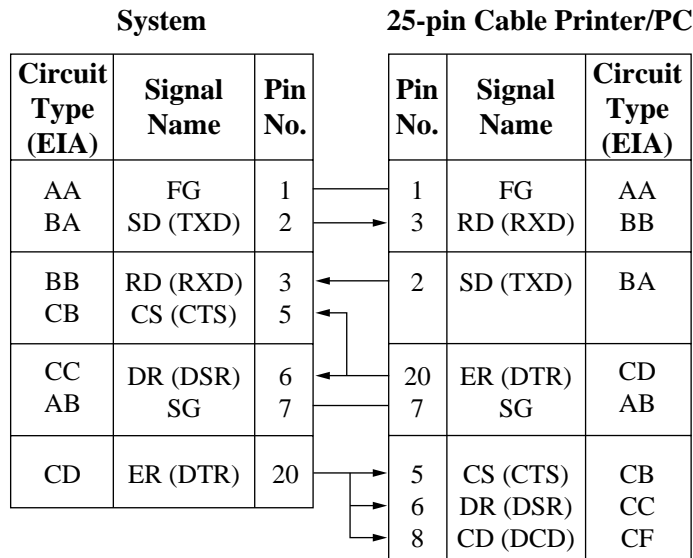 System 25-pin Cable Printer/PC
Circuit Type (EIA) Signal Name Pin No. Pin No. Signal Name Circuit Type (EIA)
AA FG 1 1 FG AA
BA SD (TXD) 2 3 RD (RXD) BB
BB RD (RXD) 3 2 SD (TXD) BA
CB CS (CTS) 5
CC DR (DSR) 6 20 ER (DTR) CD
AB SG 7 7 SG AB
CD ER (DTR) 20 5 CS (CTS) CB
6 DR (DSR) CC
8 CD (DCD) CF